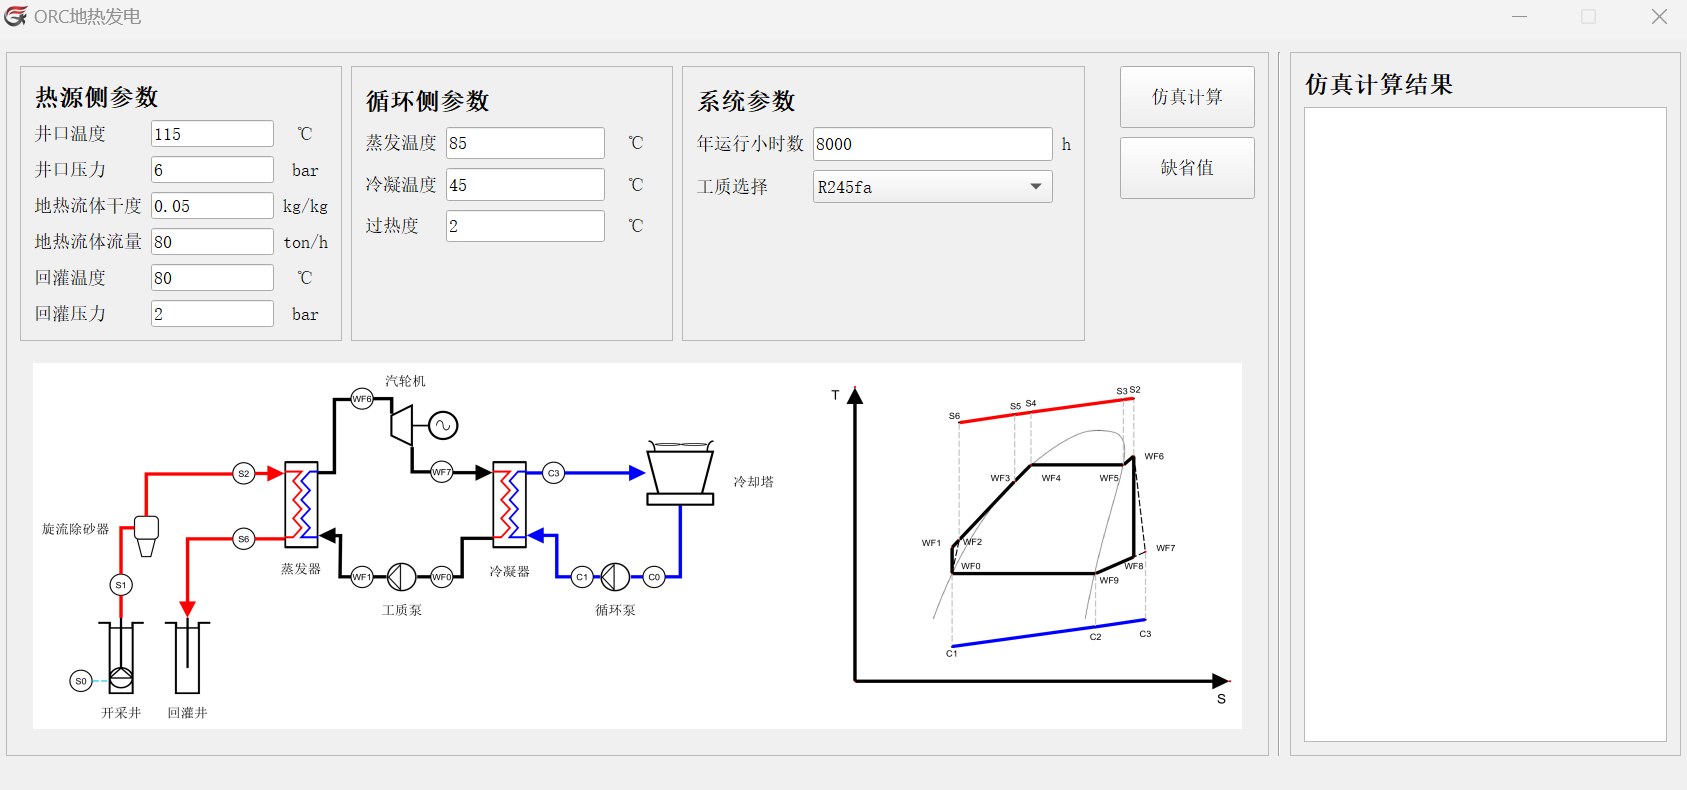 ORC地热发电
热源侧参数
井口温度 115 ℃
井口压力 6 bar
地热流体干度 0.05 kg/kg
地热流体流量 80 ton/h
回灌温度 80 ℃
回灌压力 2 bar
循环侧参数
蒸发温度 85 ℃
冷凝温度 45 ℃
过热度 2 ℃
系统参数
年运行小时数 8000 h
工质选择 R245fa
仿真计算
缺省值
仿真计算结果
汽轮机
WF6
S2
WF7
C3
冷却塔
旋流除砂器
S6
蒸发器
冷凝器
S1
WF1
WF0
C1
C0
工质泵
循环泵
S0
开采井
回灌井
T
S3 S2
S5 S4
S6
WF6
WF3
WF4
WF5
WF1
WF2
WF7
WF0
WF8
WF9
C1
C2
C3
S